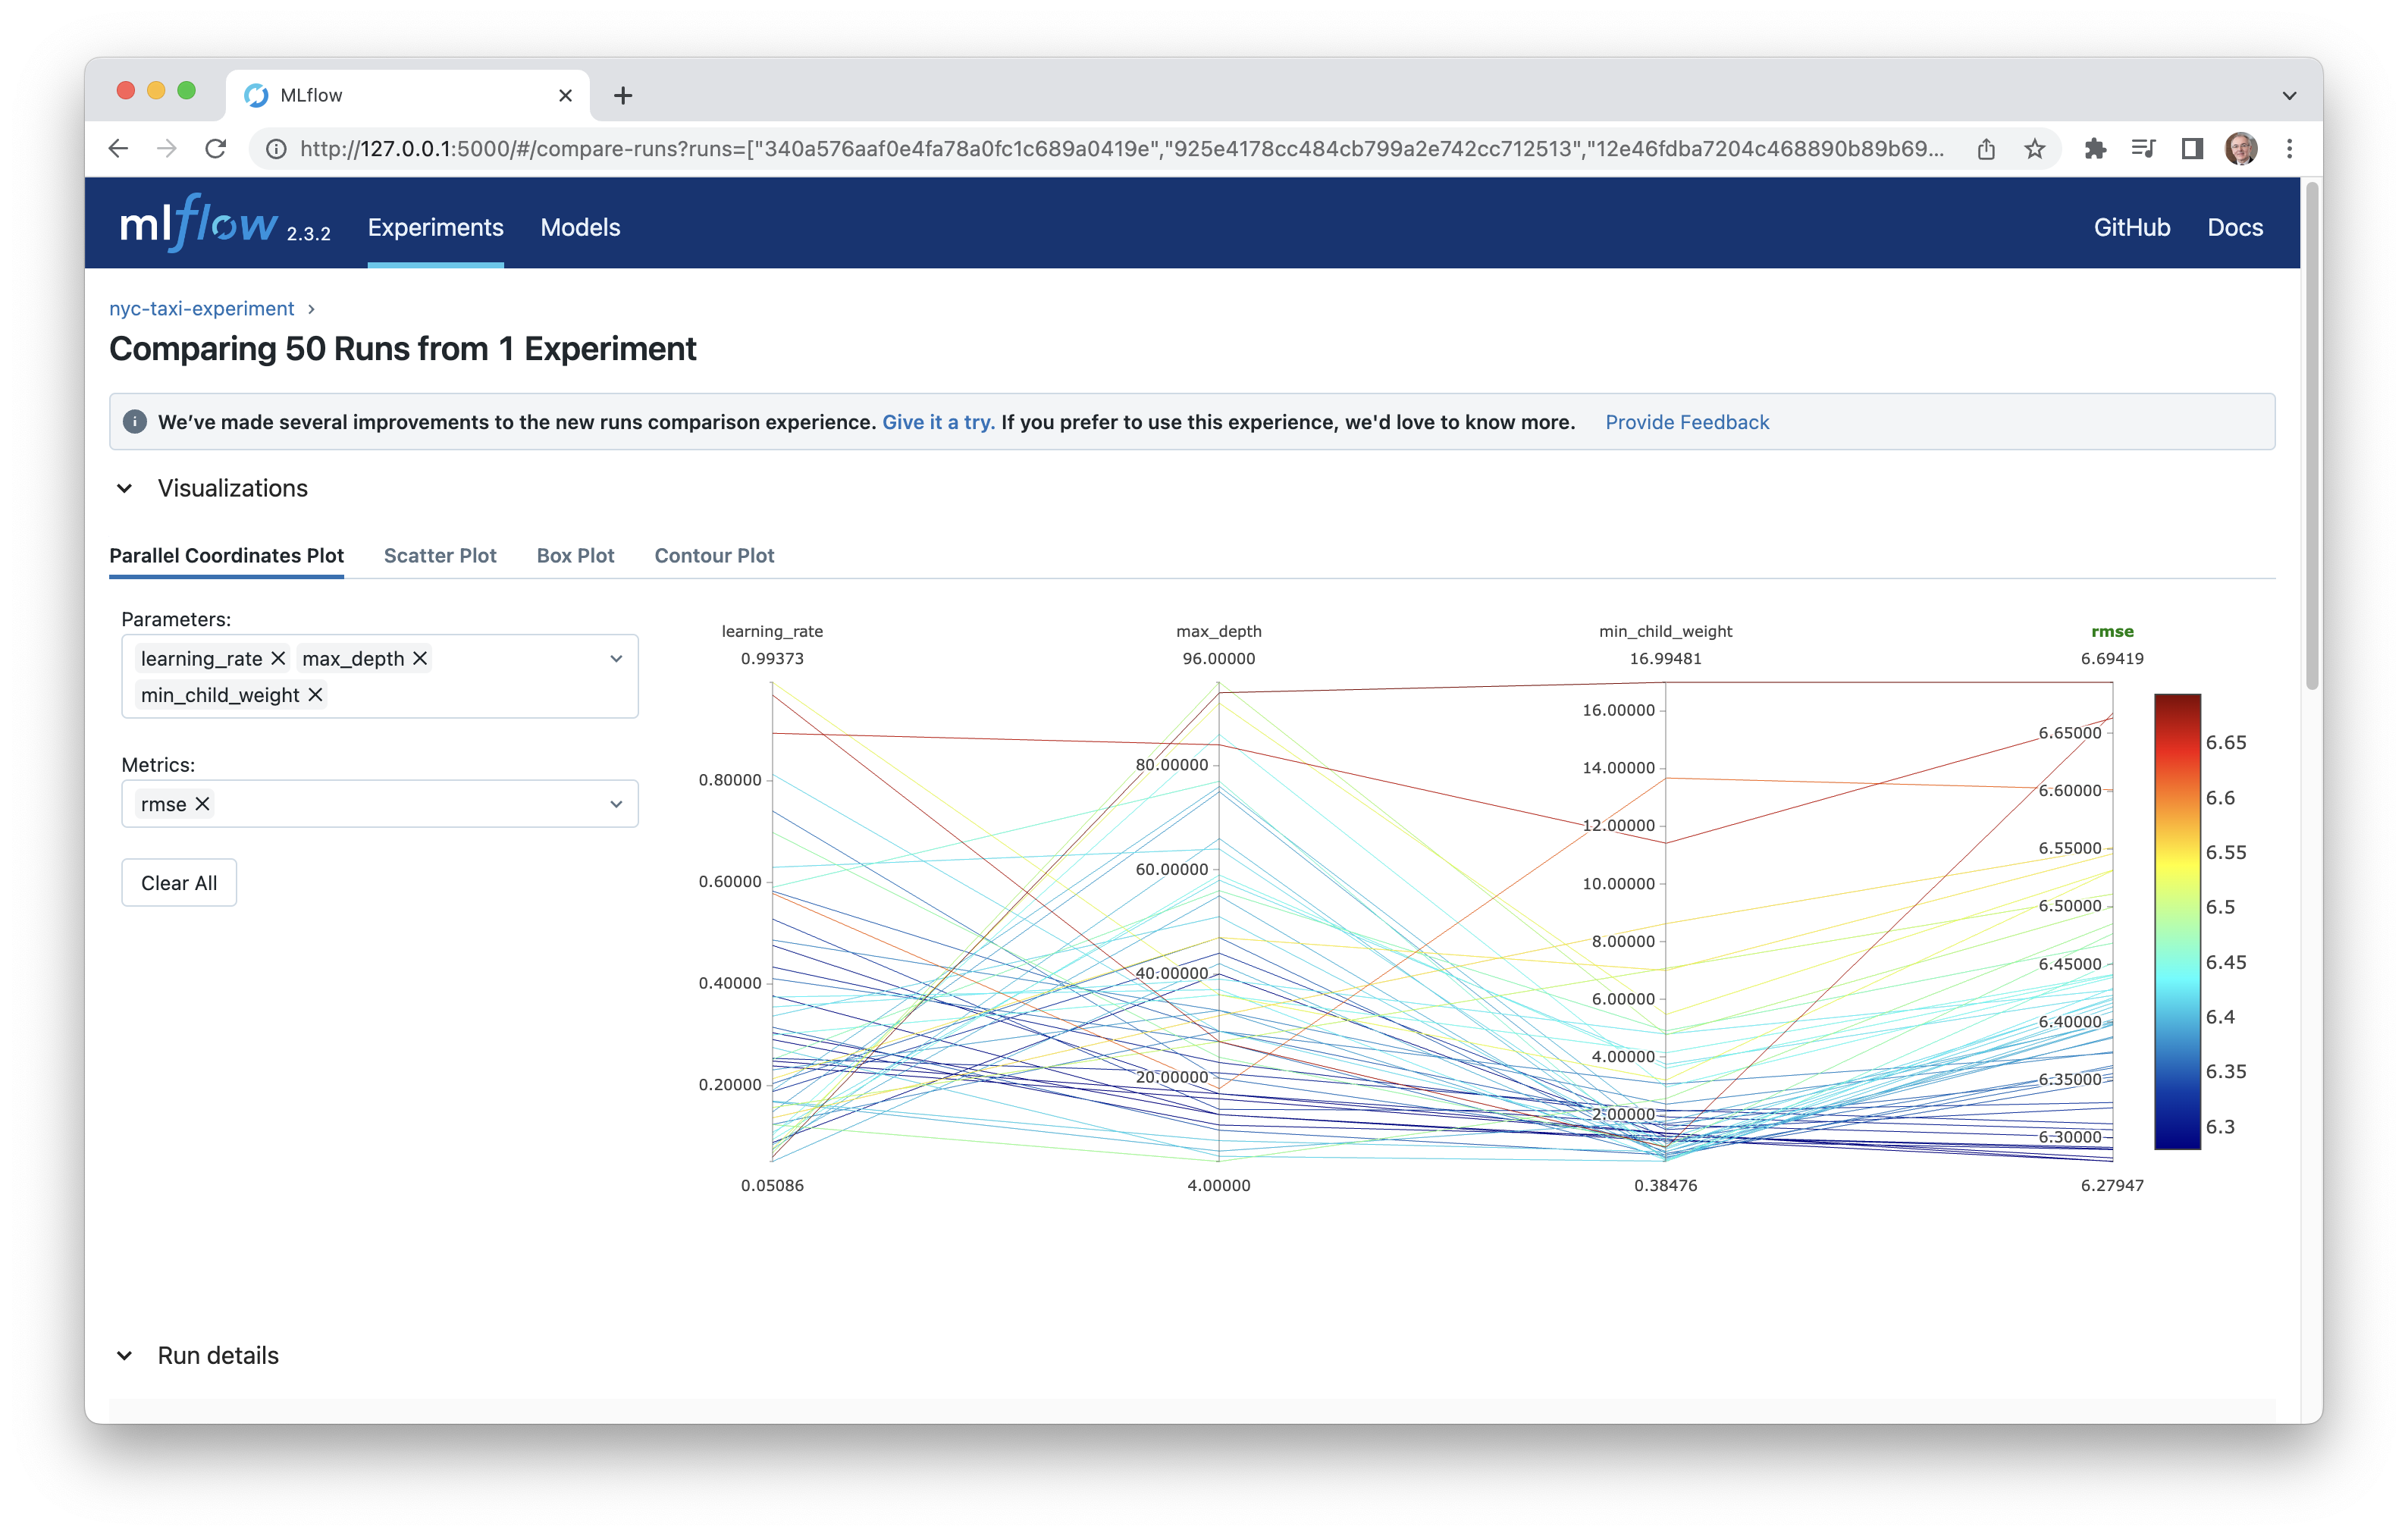 MLflow
http://127.0.0.1:5000/#/compare-runs?runs=["340a576aaf0e4fa78a0fc1c689a0419e","925e4178cc484cb799a2e742cc712513","12e46fdba7204c468890b89b69...
mlflow 2.3.2 Experiments Models GitHub Docs
nyc-taxi-experiment
Comparing 50 Runs from 1 Experiment
We've made several improvements to the new runs comparison experience. Give it a try. If you prefer to use this experience, we'd love to know more. Provide Feedback
Visualizations
Parallel Coordinates Plot Scatter Plot Box Plot Contour Plot
Parameters:
learning_rate max_depth
min_child_weight
Metrics:
rmse
Clear All
learning_rate max_depth min_child_weight rmse
0.99373 96.00000 16.99481 6.69419
0.80000
0.60000
0.40000
0.20000
0.05086
80.00000
60.00000
40.00000
20.00000
4.00000
16.00000
14.00000
12.00000
10.00000
8.00000
6.00000
4.00000
2.00000
0.38476
6.65000
6.60000
6.55000
6.50000
6.45000
6.40000
6.35000
6.30000
6.27947
6.65
6.6
6.55
6.5
6.45
6.4
6.35
6.3
Run details